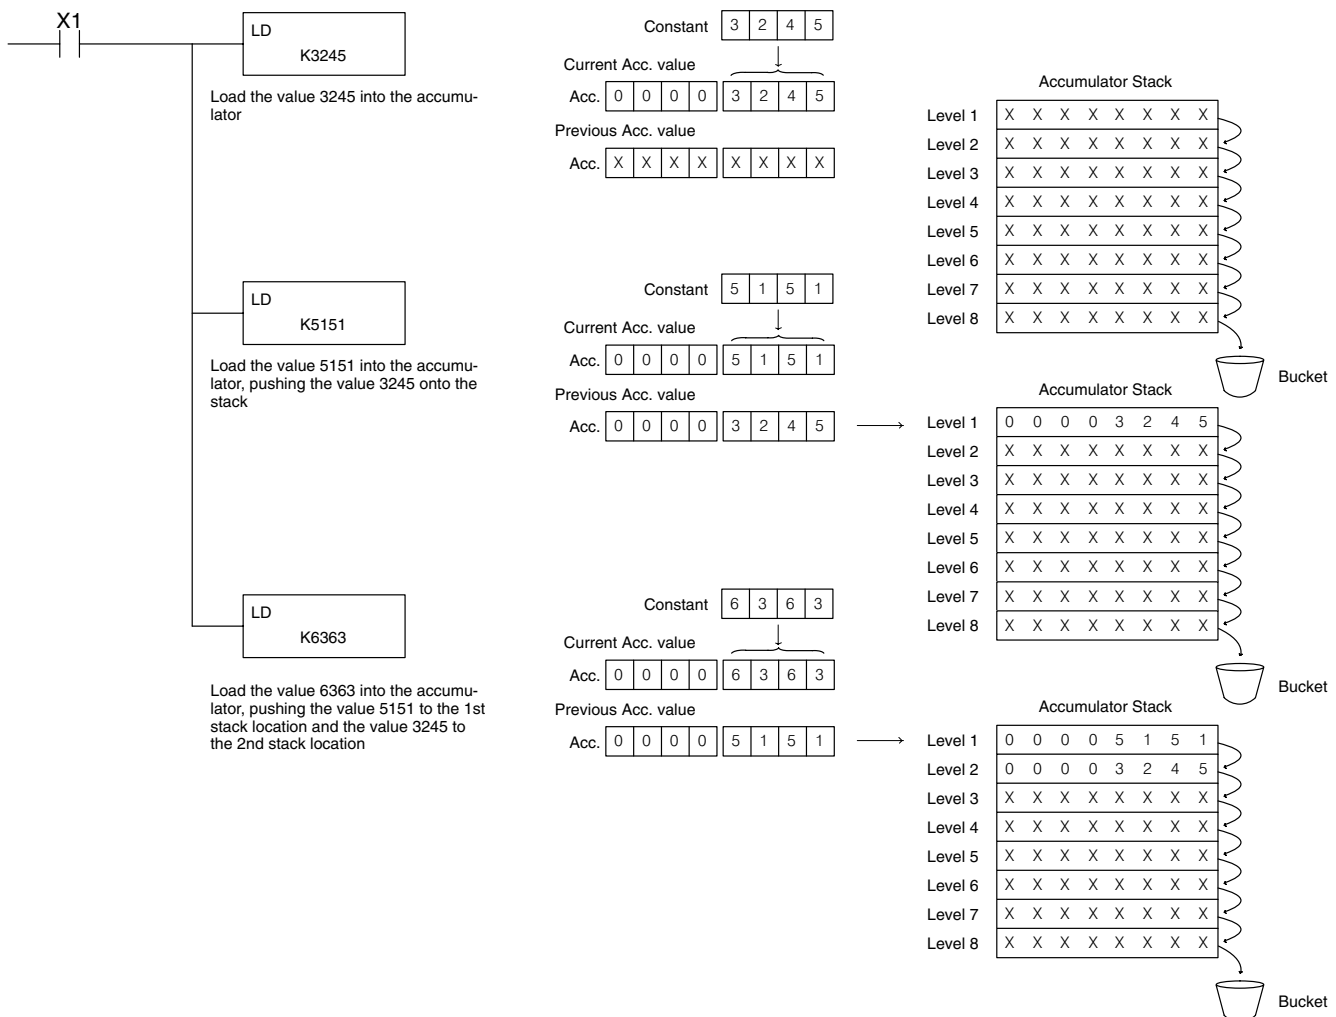 X1
LD
K3245
Load the value 3245 into the accumu-
lator
Constant 3 2 4 5
Current Acc. value
Acc. 0 0 0 0 3 2 4 5
Previous Acc. value
Acc. X X X X X X X X
Accumulator Stack
Level 1 X X X X X X X X
Level 2 X X X X X X X X
Level 3 X X X X X X X X
Level 4 X X X X X X X X
Level 5 X X X X X X X X
Level 6 X X X X X X X X
Level 7 X X X X X X X X
Level 8 X X X X X X X X
Bucket
LD
K5151
Load the value 5151 into the accumu-
lator, pushing the value 3245 onto the
stack
Constant 5 1 5 1
Current Acc. value
Acc. 0 0 0 0 5 1 5 1
Previous Acc. value
Acc. 0 0 0 0 3 2 4 5
Accumulator Stack
Level 1 0 0 0 0 3 2 4 5
Level 2 X X X X X X X X
Level 3 X X X X X X X X
Level 4 X X X X X X X X
Level 5 X X X X X X X X
Level 6 X X X X X X X X
Level 7 X X X X X X X X
Level 8 X X X X X X X X
Bucket
LD
K6363
Load the value 6363 into the accumu-
lator, pushing the value 5151 to the 1st
stack location and the value 3245 to
the 2nd stack location
Constant 6 3 6 3
Current Acc. value
Acc. 0 0 0 0 6 3 6 3
Previous Acc. value
Acc. 0 0 0 0 5 1 5 1
Accumulator Stack
Level 1 0 0 0 0 5 1 5 1
Level 2 0 0 0 0 3 2 4 5
Level 3 X X X X X X X X
Level 4 X X X X X X X X
Level 5 X X X X X X X X
Level 6 X X X X X X X X
Level 7 X X X X X X X X
Level 8 X X X X X X X X
Bucket